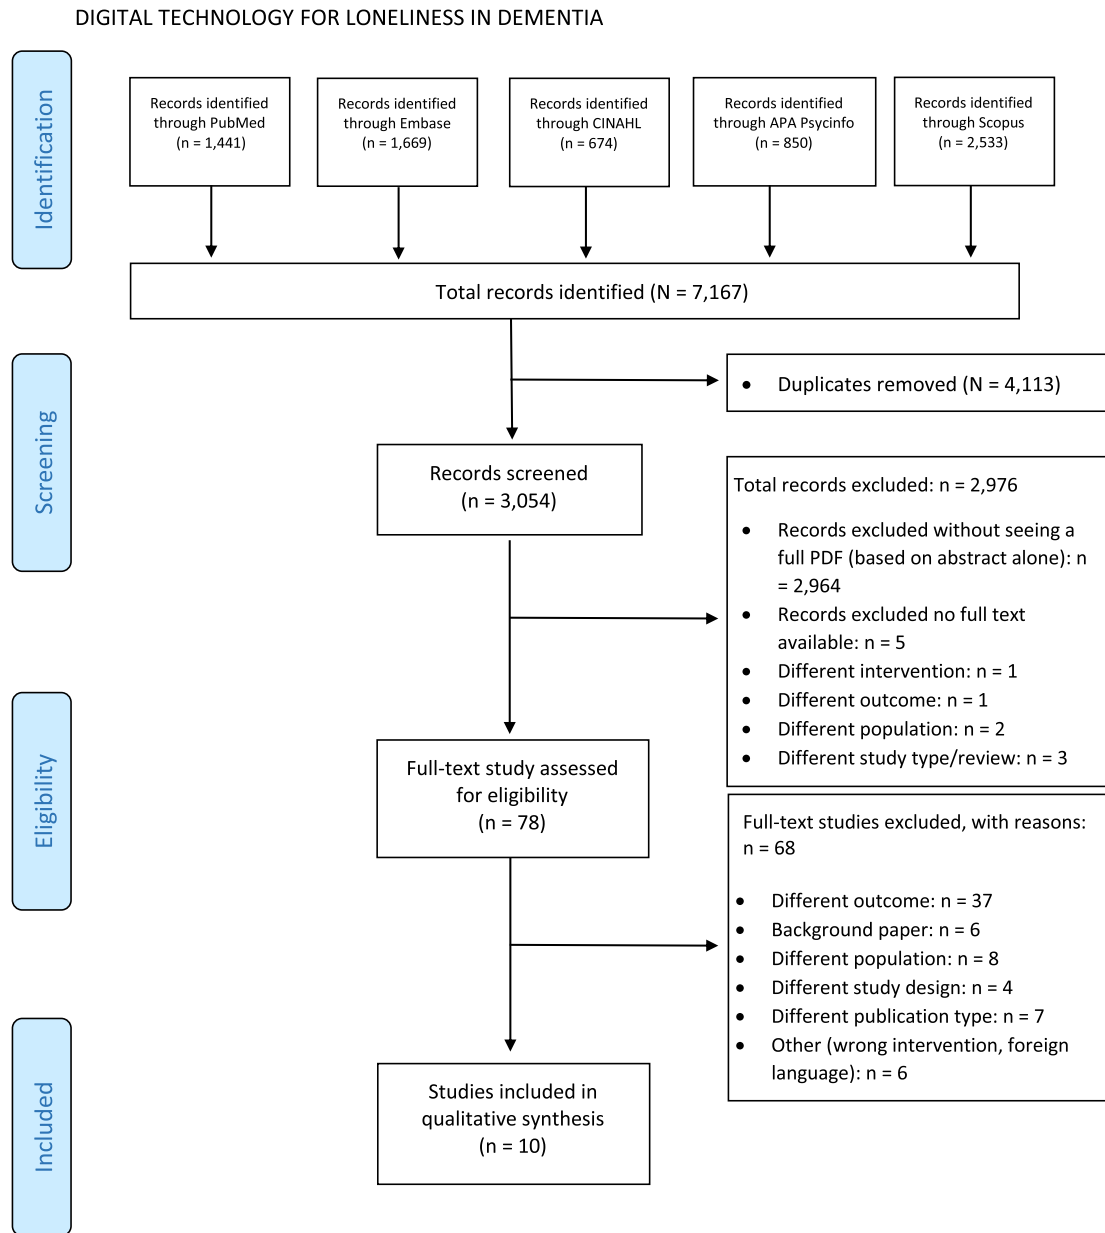 DIGITAL TECHNOLOGY FOR LONELINESS IN DEMENTIA
Identification
Records identified
through PubMed
(n = 1,441)
Records identified
through Embase
(n = 1,669)
Records identified
through CINAHL
(n = 674)
Records identified
through APA Psycinfo
(n = 850)
Records identified
through Scopus
(n = 2,533)
Total records identified (N = 7,167)
Screening
• Duplicates removed (N = 4,113)
Records screened
(n = 3,054)
Total records excluded: n = 2,976
• Records excluded without seeing a
full PDF (based on abstract alone): n
= 2,964
• Records excluded no full text
available: n = 5
• Different intervention: n = 1
• Different outcome: n = 1
• Different population: n = 2
• Different study type/review: n = 3
Eligibility
Full-text study assessed
for eligibility
(n = 78)
Full-text studies excluded, with reasons:
n = 68
• Different outcome: n = 37
• Background paper: n = 6
• Different population: n = 8
• Different study design: n = 4
• Different publication type: n = 7
• Other (wrong intervention, foreign
language): n = 6
Included
Studies included in
qualitative synthesis
(n = 10)